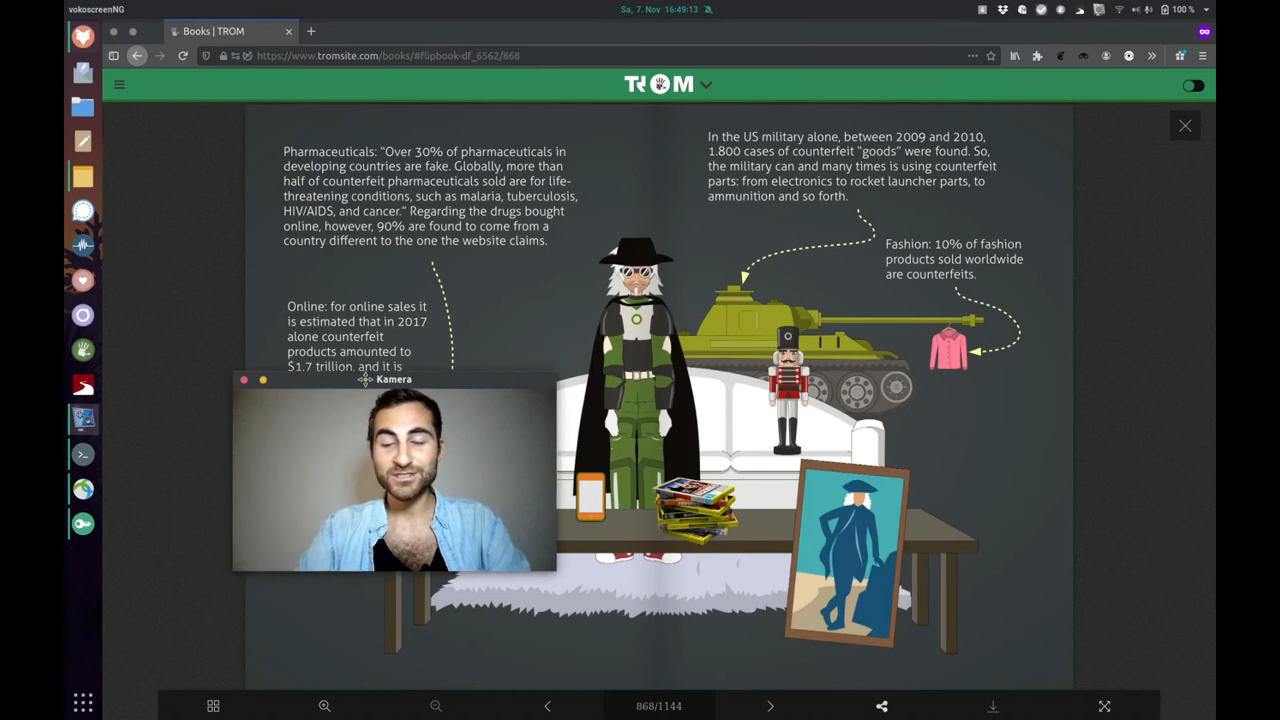 vokoscreenNG
Sa, 7. Nov 16:49:13
100 %
Books | TROM
https://www.tromsite.com/books/#flipbook-df_6562/868
TROM
Pharmaceuticals: “Over 30% of pharmaceuticals in
developing countries are fake. Globally, more than
half of counterfeit pharmaceuticals sold are for life-
threatening conditions, such as malaria, tuberculosis,
HIV/AIDS, and cancer.” Regarding the drugs bought
online, however, 90% are found to come from a
country different to the one the website claims.
Online: for online sales it
is estimated that in 2017
alone counterfeit
products amounted to
$1.7 trillion, and it is
In the US military alone, between 2009 and 2010,
1.800 cases of counterfeit “goods” were found. So,
the military can and many times is using counterfeit
parts: from electronics to rocket launcher parts, to
ammunition and so forth.
Fashion: 10% of fashion
products sold worldwide
are counterfeits.
Kamera
868/1144